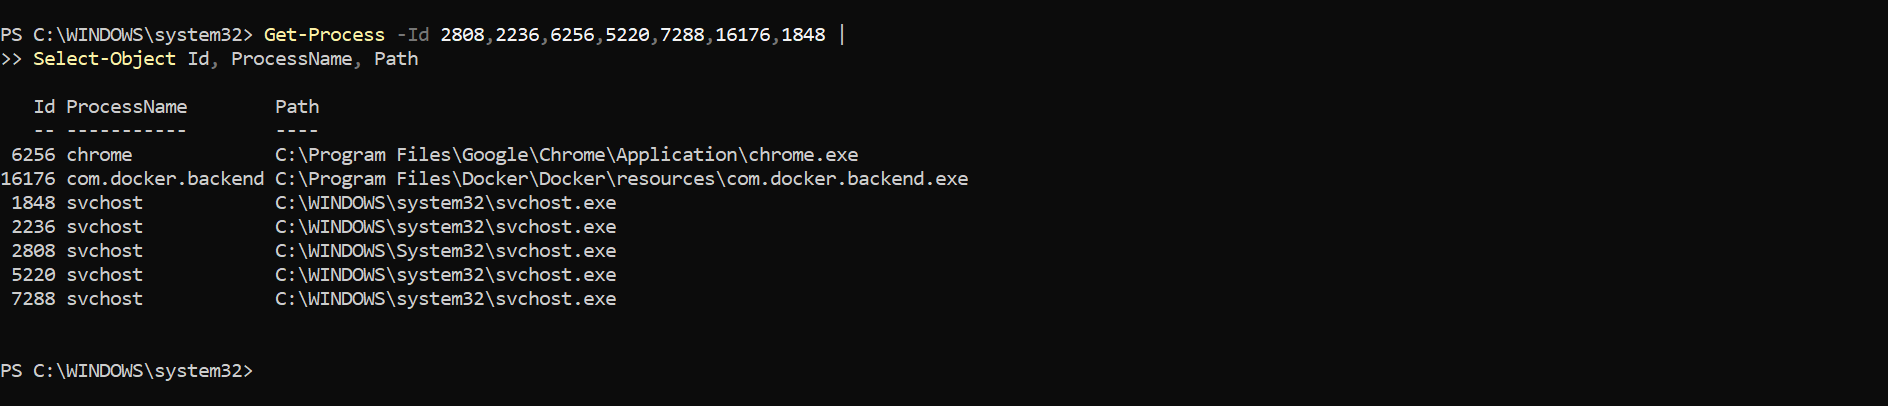 PS C:\WINDOWS\system32> Get-Process -Id 2808,2236,6256,5220,7288,16176,1848 |
>> Select-Object Id, ProcessName, Path
Id ProcessName Path
-- ----------- ----
6256 chrome C:\Program Files\Google\Chrome\Application\chrome.exe
16176 com.docker.backend C:\Program Files\Docker\Docker\resources\com.docker.backend.exe
1848 svchost C:\WINDOWS\system32\svchost.exe
2236 svchost C:\WINDOWS\system32\svchost.exe
2808 svchost C:\WINDOWS\System32\svchost.exe
5220 svchost C:\WINDOWS\system32\svchost.exe
7288 svchost C:\WINDOWS\system32\svchost.exe
PS C:\WINDOWS\system32>